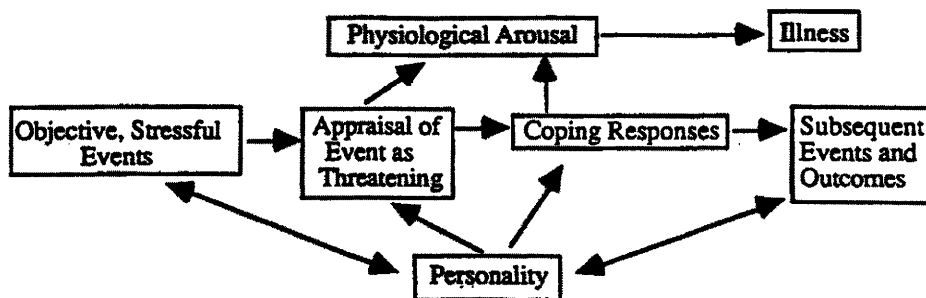 Physiological Arousal
Illness
Objective, Stressful
Events
Appraisal of
Event as
Threatening
Coping Responses
Subsequent
Events and
Outcomes
Personality